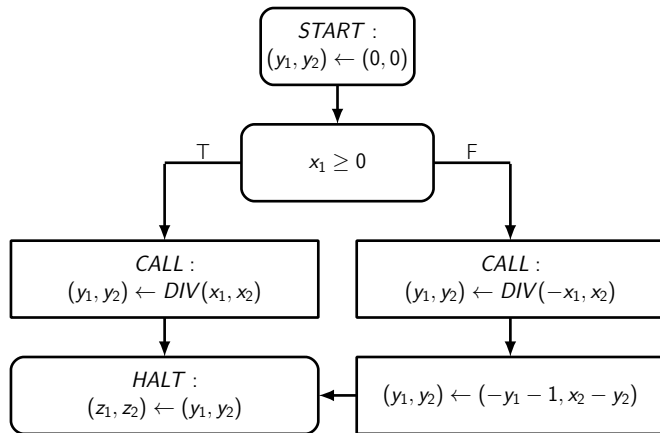 START :
(y₁, y₂) ← (0, 0)
x₁ ≥ 0
T
F
CALL :
(y₁, y₂) ← DIV(x₁, x₂)
CALL :
(y₁, y₂) ← DIV(−x₁, x₂)
HALT :
(z₁, z₂) ← (y₁, y₂)
(y₁, y₂) ← (−y₁ − 1, x₂ − y₂)